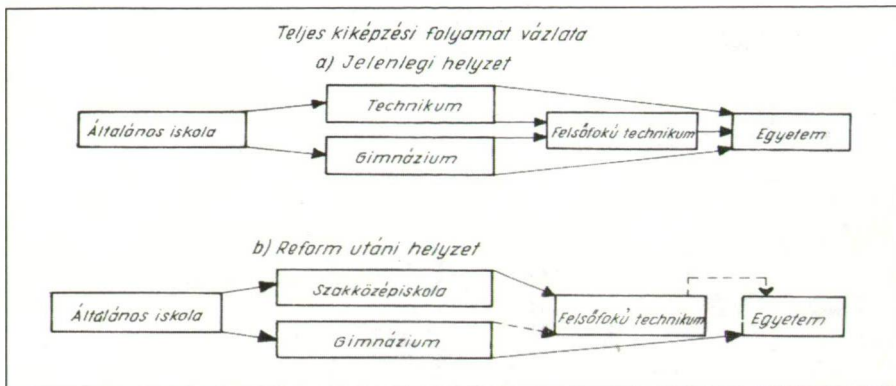 Teljes kiképzési folyamat vázlata
a) Jelenlegi helyzet
Általános iskola
Technikum
Gimnázium
Felsőfokú technikum
Egyetem
b) Reform utáni helyzet
Általános iskola
Szakközépiskola
Gimnázium
Felsőfokú technikum
Egyetem